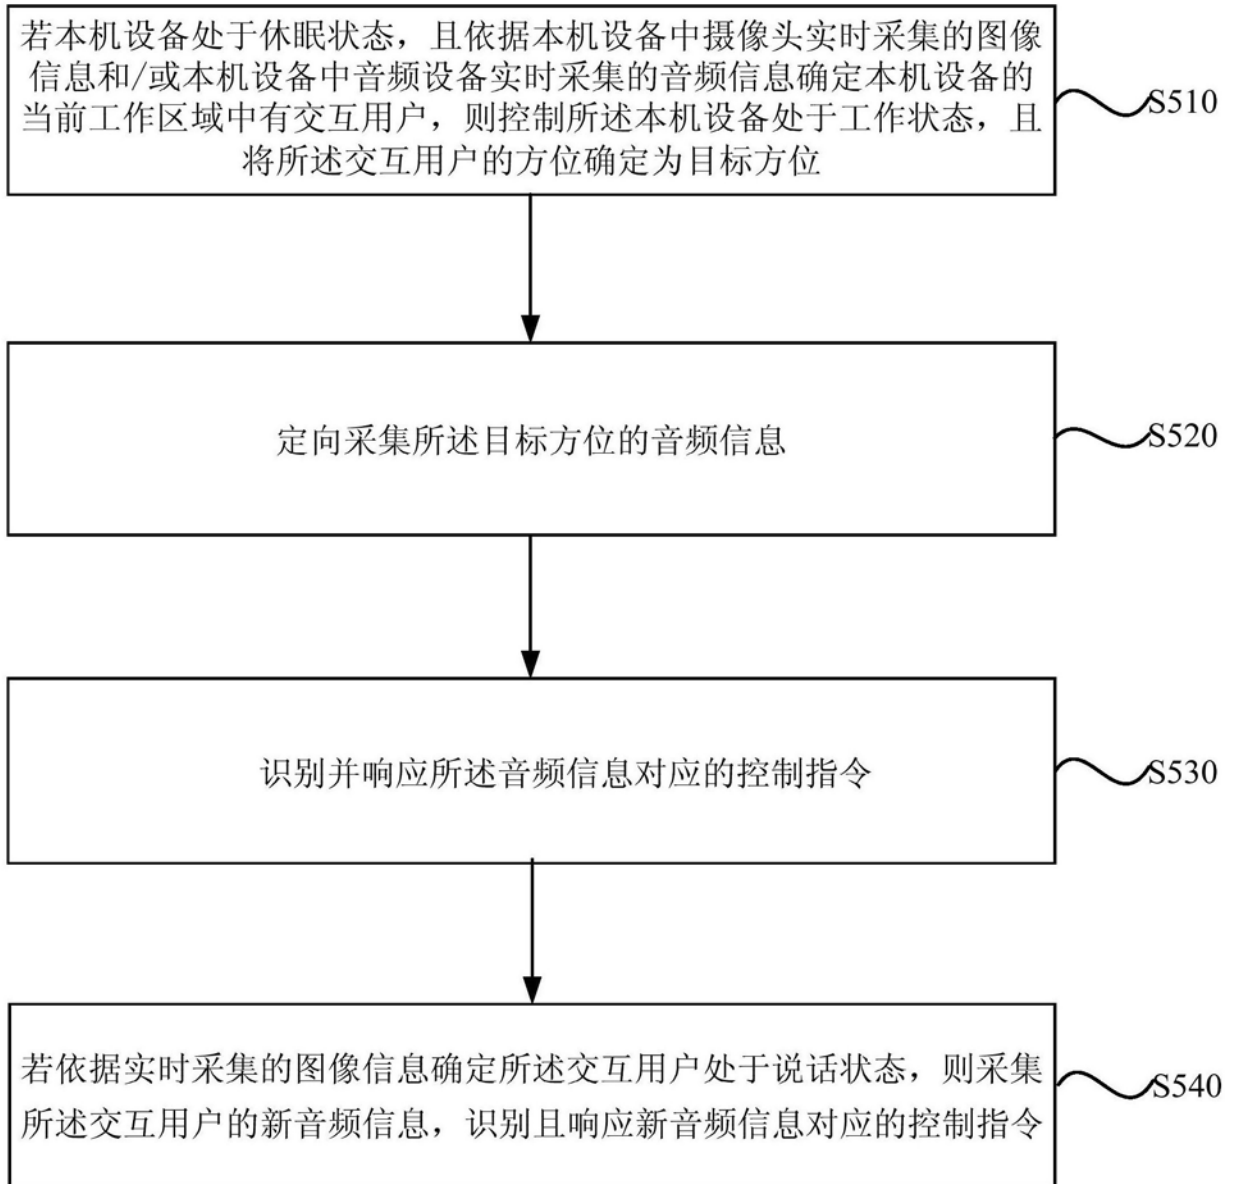 若本机设备处于休眠状态，且依据本机设备中摄像头实时采集的图像
信息和/或本机设备中音频设备实时采集的音频信息确定本机设备的
当前工作区域中有交互用户，则控制所述本机设备处于工作状态，且
将所述交互用户的方位确定为目标方位
S510
定向采集所述目标方位的音频信息
S520
识别并响应所述音频信息对应的控制指令
S530
若依据实时采集的图像信息确定所述交互用户处于说话状态，则采集
所述交互用户的新音频信息，识别且响应新音频信息对应的控制指令
S540